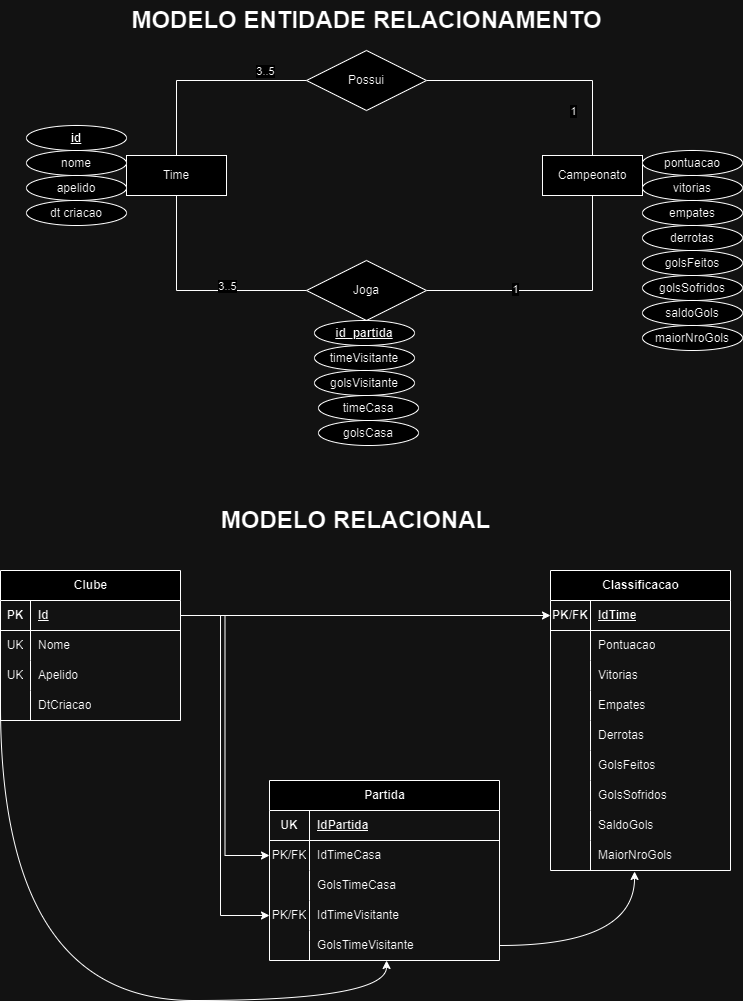 MODELO ENTIDADE RELACIONAMENTO
3..5
Possui
1
id
nome
apelido
dt criacao
Time
Campeonato
pontuacao
vitorias
empates
derrotas
golsFeitos
golsSofridos
saldoGols
maiorNroGols
3..5
Joga
1
id_partida
timeVisitante
golsVisitante
timeCasa
golsCasa
MODELO RELACIONAL
Clube
PK Id
UK Nome
UK Apelido
DtCriacao
Classificacao
PK/FK IdTime
Pontuacao
Vitorias
Empates
Derrotas
GolsFeitos
GolsSofridos
SaldoGols
MaiorNroGols
Partida
UK IdPartida
PK/FK IdTimeCasa
GolsTimeCasa
PK/FK IdTimeVisitante
GolsTimeVisitante